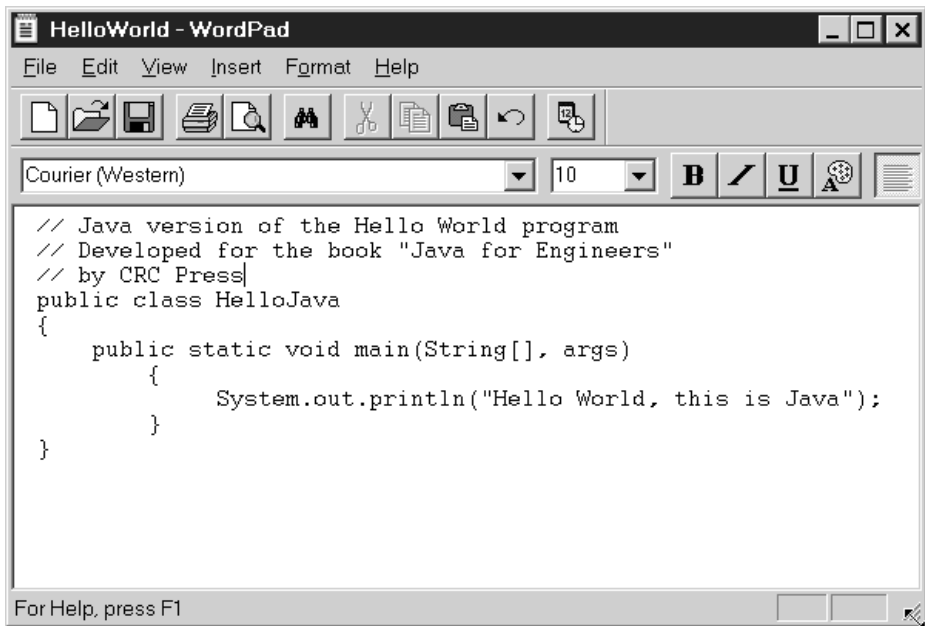 HelloWorld - WordPad
File Edit View Insert Format Help
12
Courier (Western) 10 B / U A
// Java version of the Hello World program
// Developed for the book "Java for Engineers"
// by CRC Press
public class HelloJava
{
public static void main(String[], args)
{
System.out.println("Hello World, this is Java");
}
}
For Help, press F1